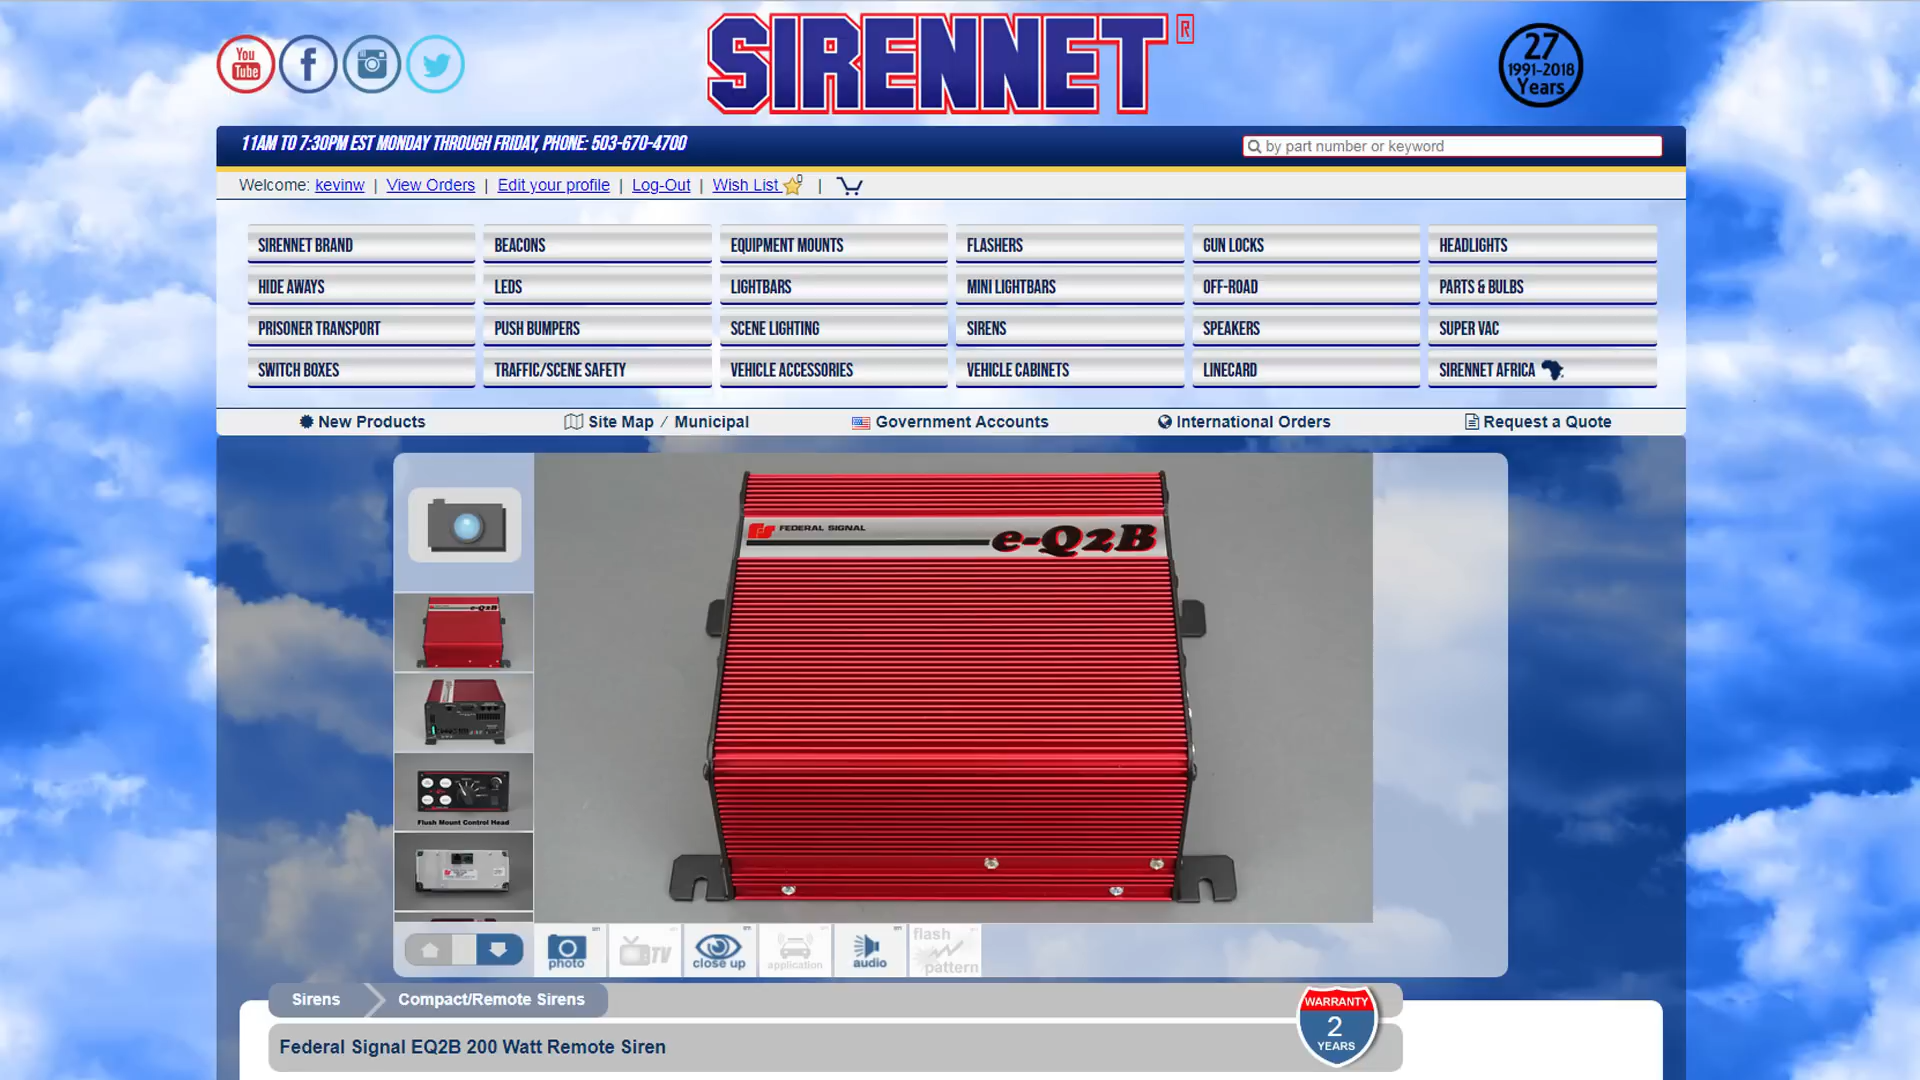 You
Tube
SIRENNET®
27
1991-2018
Years
11AM TO 7:30PM EST MONDAY THROUGH FRIDAY, PHONE: 503-670-4700
by part number or keyword
Welcome: kevinw | View Orders | Edit your profile | Log-Out | Wish List 0 |
SIRENNET BRAND BEACONS EQUIPMENT MOUNTS FLASHERS GUN LOCKS HEADLIGHTS
HIDE AWAYS LEDS LIGHTBARS MINI LIGHTBARS OFF-ROAD PARTS & BULBS
PRISONER TRANSPORT PUSH BUMPERS SCENE LIGHTING SIRENS SPEAKERS SUPER VAC
SWITCH BOXES TRAFFIC/SCENE SAFETY VEHICLE ACCESSORIES VEHICLE CABINETS LINECARD SIRENNET AFRICA
New Products Site Map / Municipal Government Accounts International Orders Request a Quote
FS FEDERAL SIGNAL e-Q2B
e-Q2B
Flush Mount Control Head
photo TV close up application audio flash pattern
Sirens Compact/Remote Sirens
WARRANTY
2
YEARS
Federal Signal EQ2B 200 Watt Remote Siren